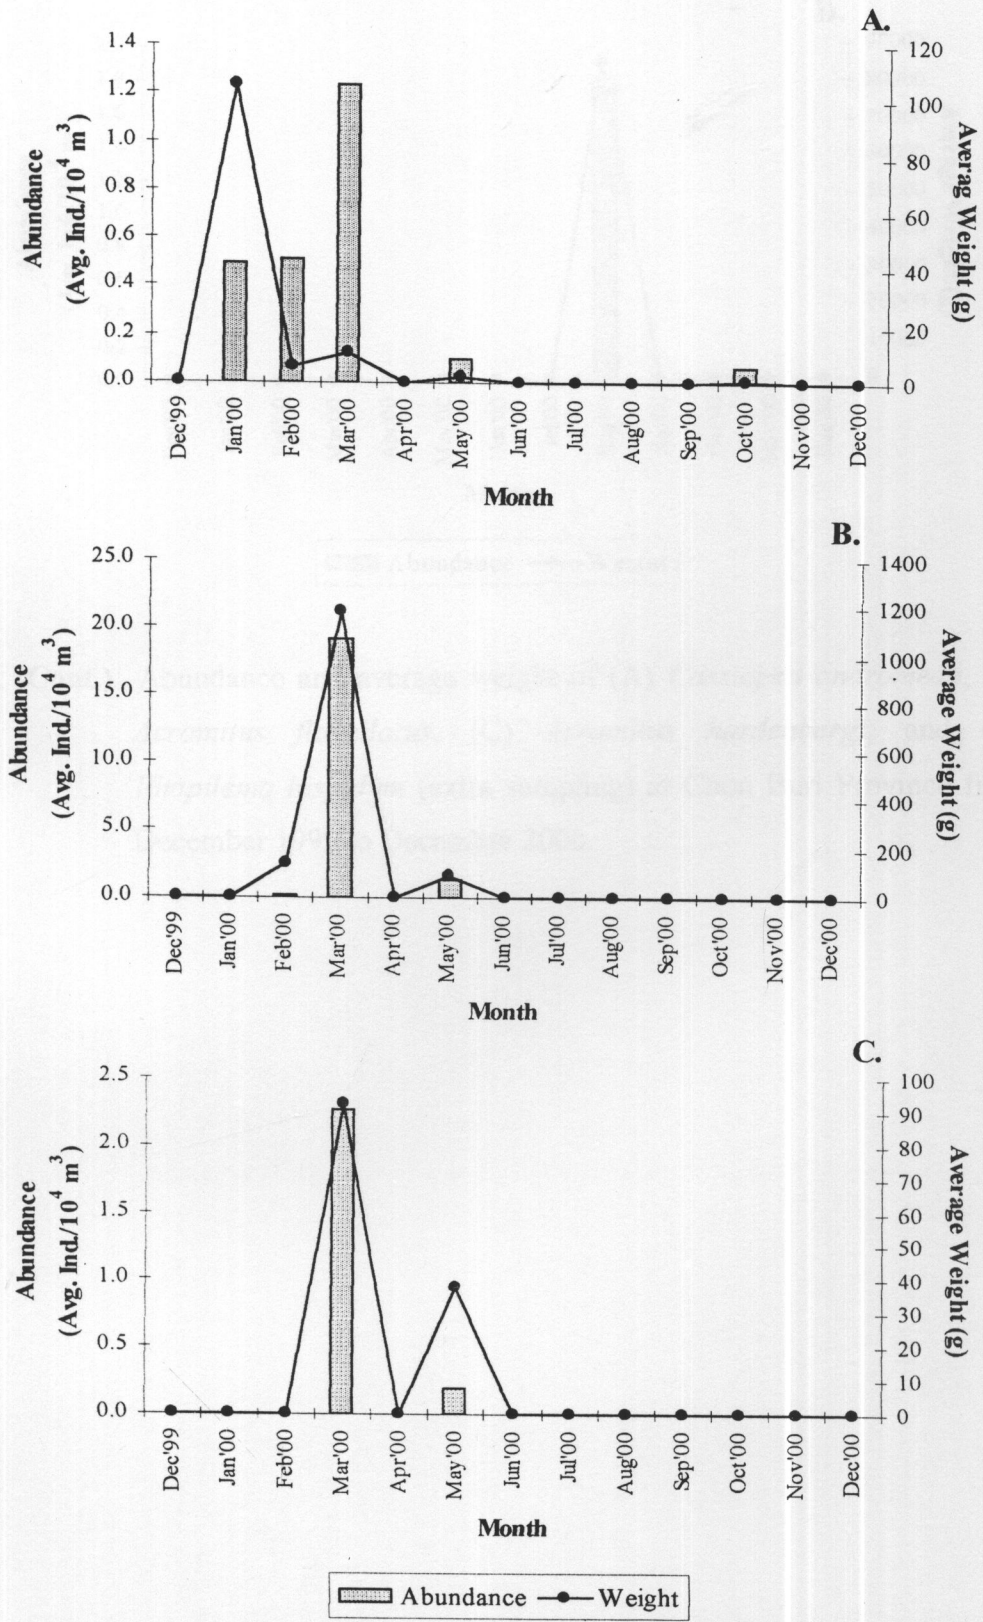 A.
1.4
1.2
1.0
0.8
0.6
0.4
0.2
0.0
Abundance
(Avg. Ind./10⁴ m³)
120
100
80
60
40
20
0
Averag Weight (g)
Dec'99 Jan'00 Feb'00 Mar'00 Apr'00 May'00 Jun'00 Jul'00 Aug'00 Sep'00 Oct'00 Nov'00 Dec'00
Month
B.
25.0
20.0
15.0
10.0
5.0
0.0
Abundance
(Avg. Ind./10⁴ m³)
1400
1200
1000
800
600
400
200
0
Average Weight (g)
Dec'99 Jan'00 Feb'00 Mar'00 Apr'00 May'00 Jun'00 Jul'00 Aug'00 Sep'00 Oct'00 Nov'00 Dec'00
Month
C.
2.5
2.0
1.5
1.0
0.5
0.0
Abundance
(Avg. Ind./10⁴ m³)
100
90
80
70
60
50
40
30
20
10
0
Average Weight (g)
Dec'99 Jan'00 Feb'00 Mar'00 Apr'00 May'00 Jun'00 Jul'00 Aug'00 Sep'00 Oct'00 Nov'00 Dec'00
Month
Abundance Weight